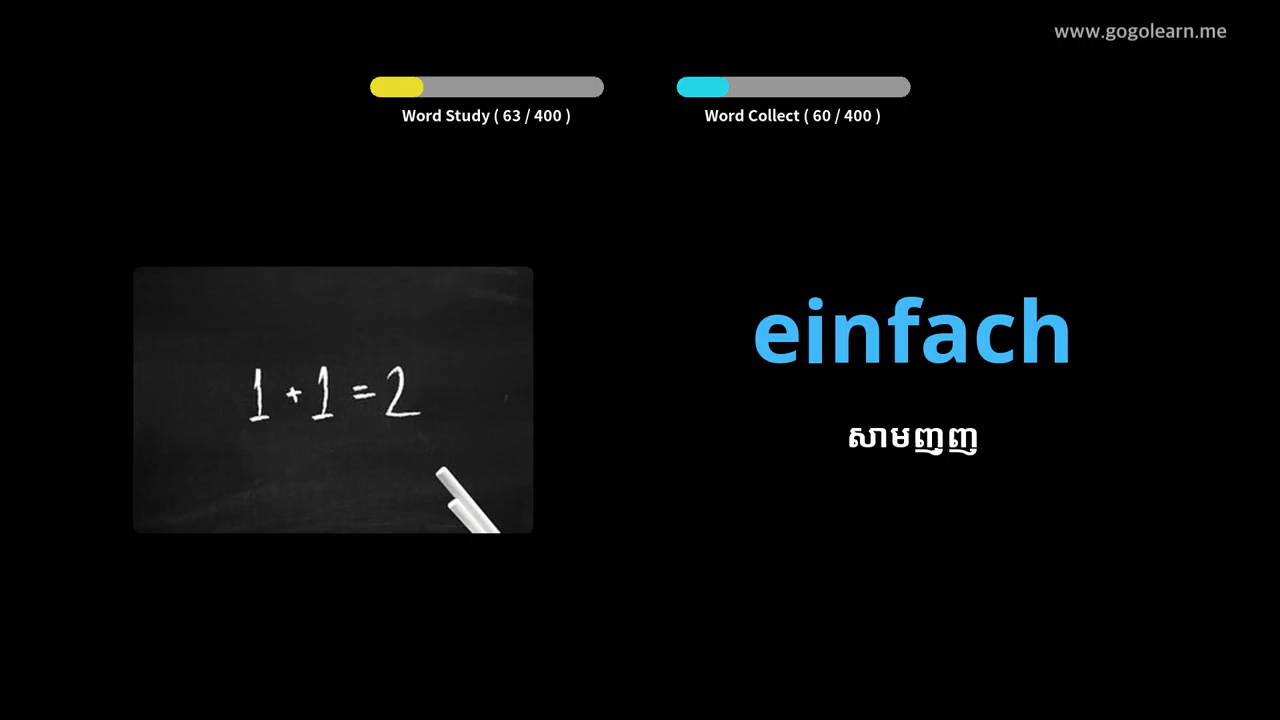 www.gogolearn.me
Word Study ( 63 / 400 )
Word Collect ( 60 / 400 )
1 + 1 = 2
einfach
សាមញ្ញ